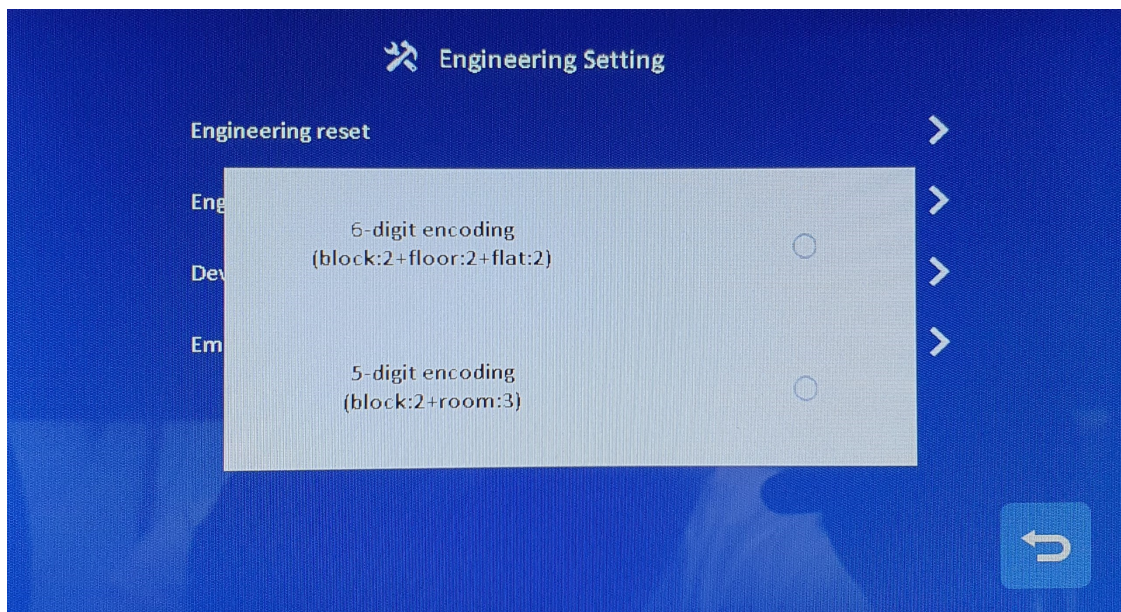 Engineering Setting
Engineering reset
Eng
6-digit encoding
(block:2+floor:2+flat:2)
Dev
Em
5-digit encoding
(block:2+room:3)